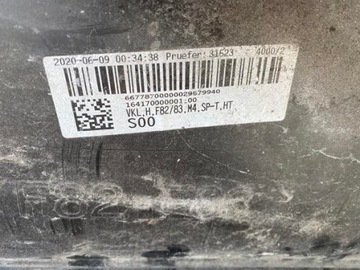 2020-06-09 00:34:38 Pruefer:31523 4000/2
66778700000029679940
164170000001.00
VKL.H.F82/83.M4.SP-T.HT
S00
F82